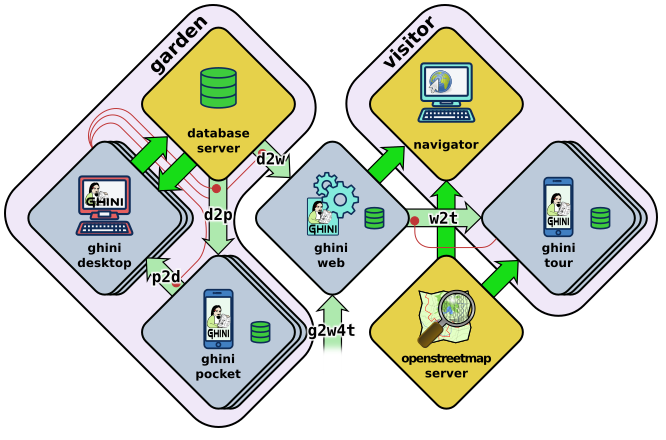 garden
visitor
database
server
navigator
d2w
GHINI
ghini
desktop
d2p
GHINI
ghini
web
w2t
GHINI
ghini
tour
p2d
GHINI
ghini
pocket
g2w4t
openstreetmap
server